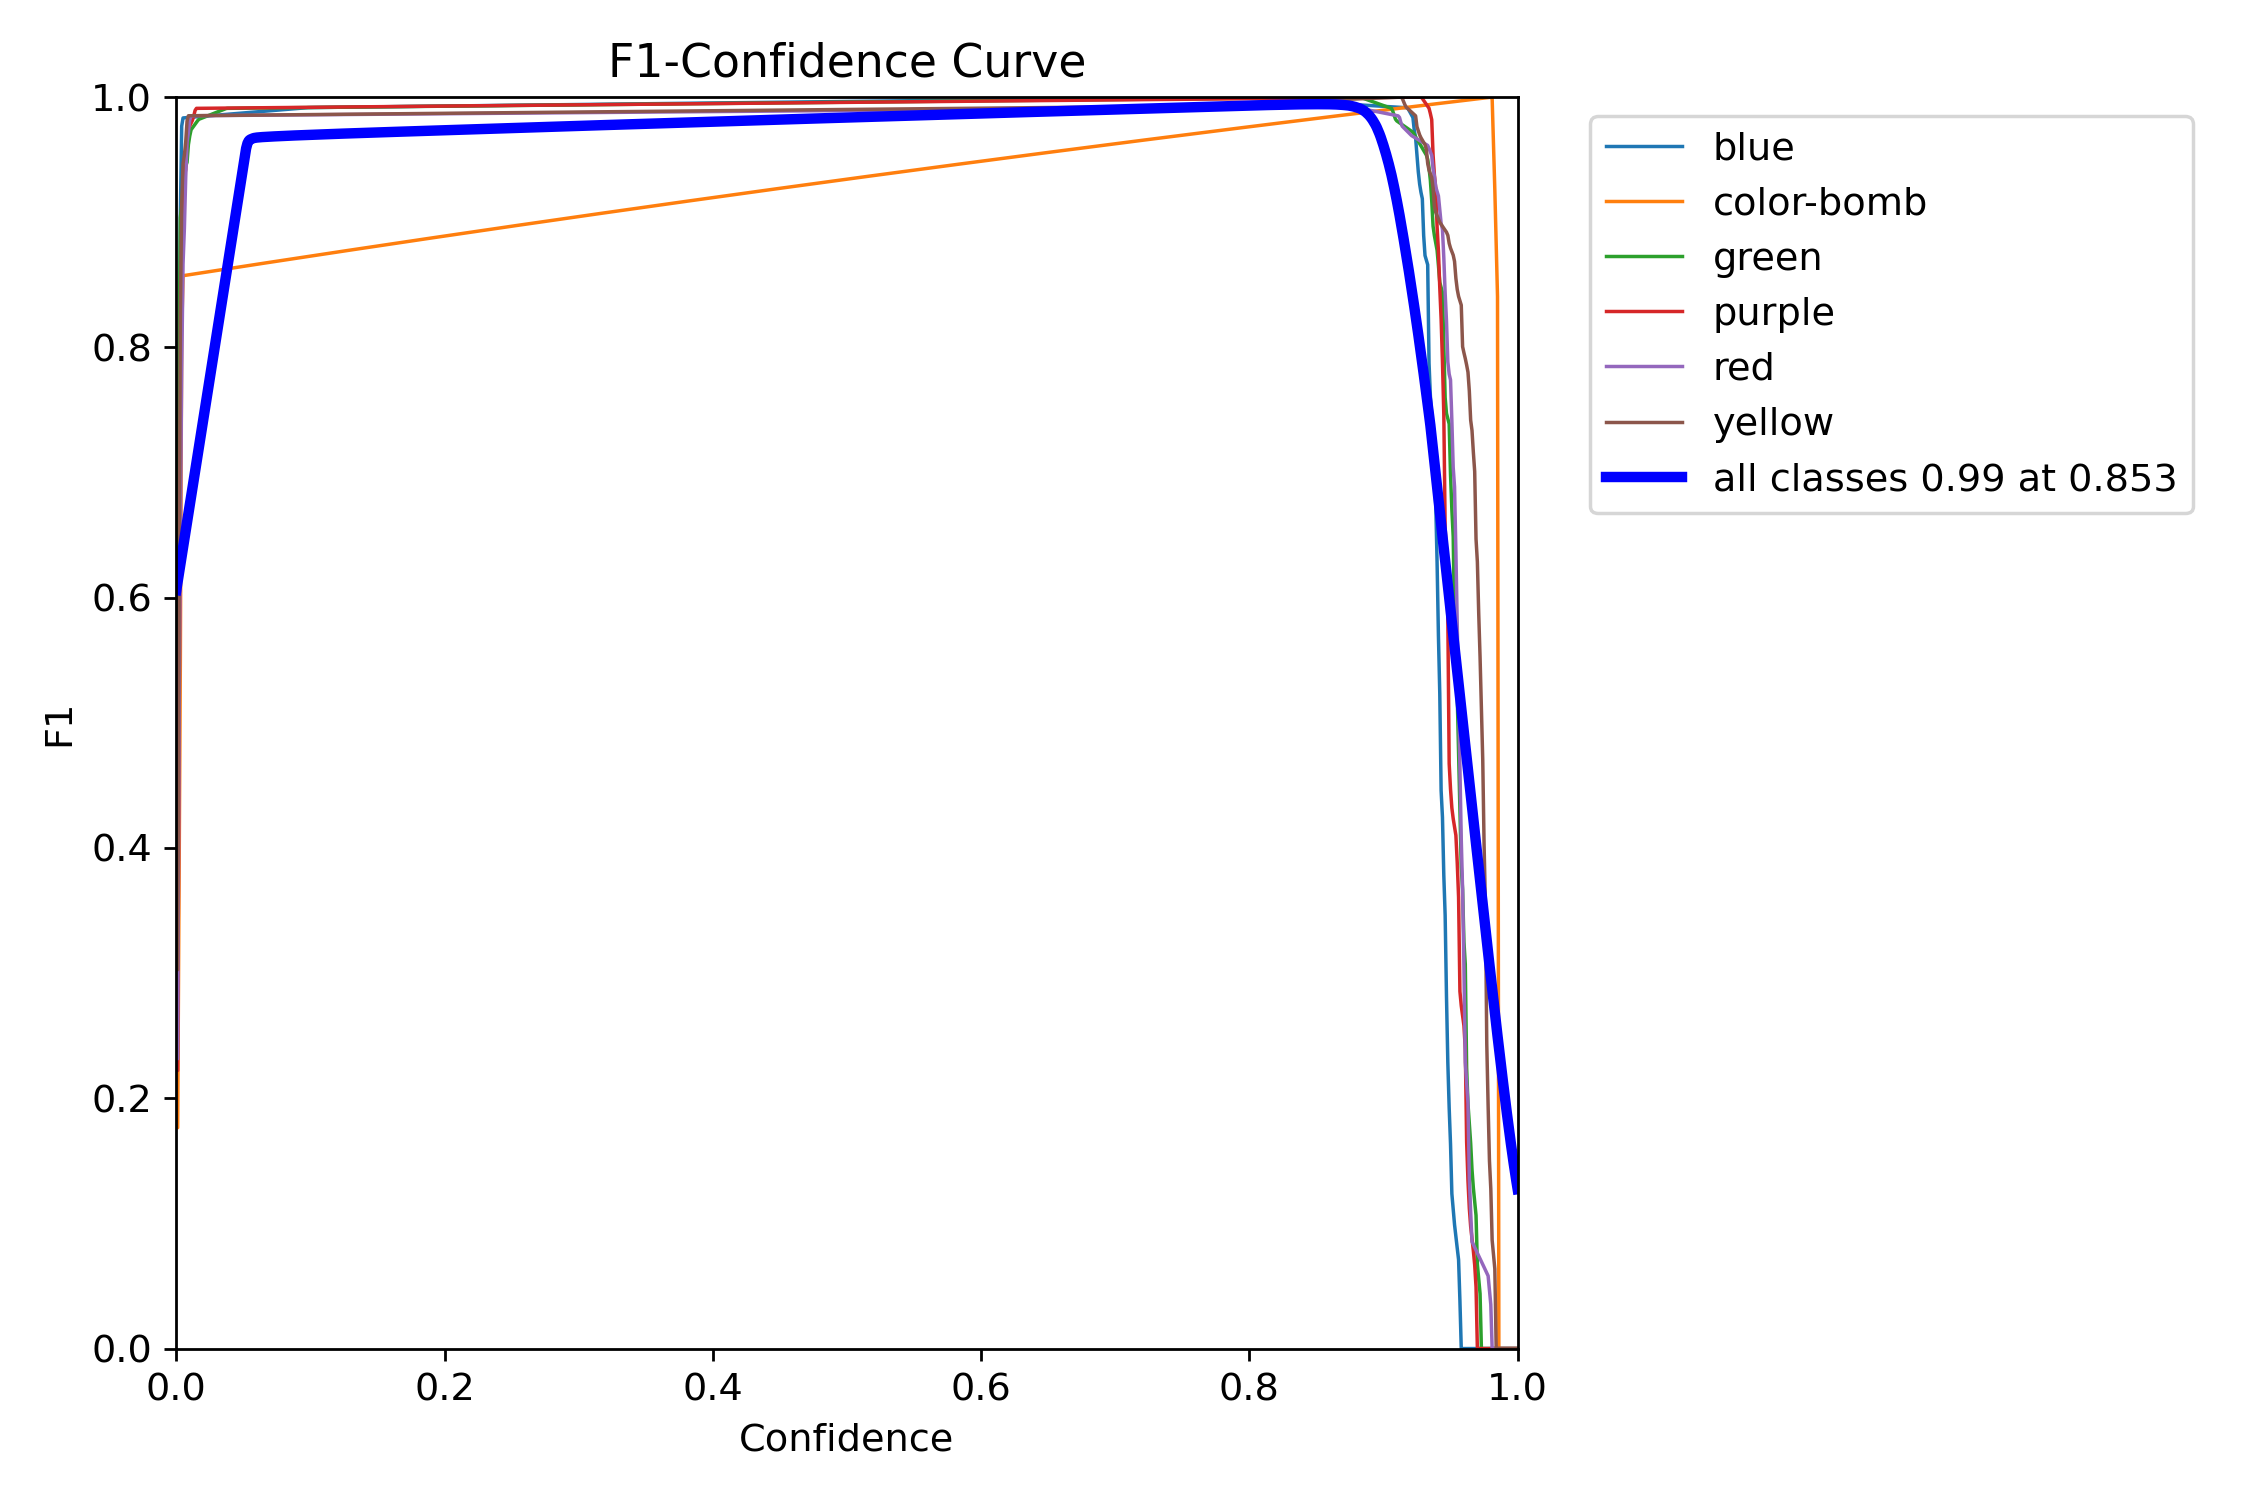 F1-Confidence Curve
1.0
0.8
0.6
0.4
0.2
0.0
F1
0.0 0.2 0.4 0.6 0.8 1.0
Confidence
blue
color-bomb
green
purple
red
yellow
all classes 0.99 at 0.853